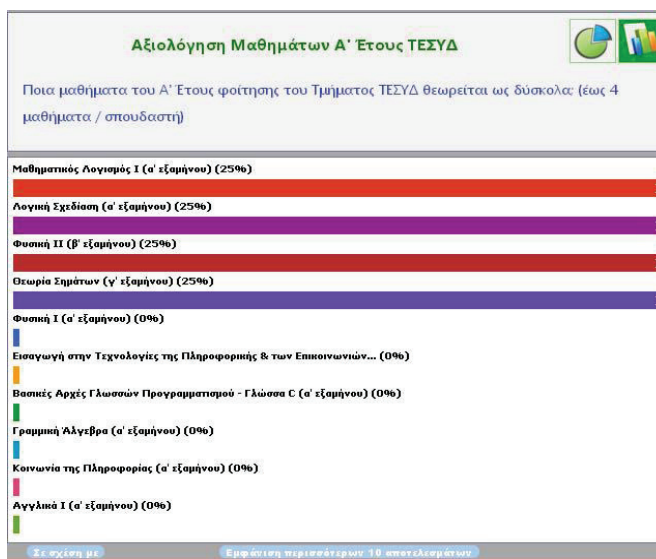 Αξιολόγηση Μαθημάτων Α' Έτους ΤΕΣΥΔ
Ποια μαθήματα του Α' Έτους φοίτησης του Τμήματος ΤΕΣΥΔ θεωρείται ως δύσκολα; (έως 4
μαθήματα / σπουδαστή)
Μαθηματικός Λογισμός Ι (α' εξαμήνου) (25%)
Λογική Σχεδίαση (α' εξαμήνου) (25%)
Φυσική ΙΙ (β' εξαμήνου) (25%)
Θεωρία Σημάτων (γ' εξαμήνου) (25%)
Φυσική Ι (α' εξαμήνου) (0%)
Εισαγωγή στην Τεχνολογίες της Πληροφορικής & των Επικοινωνιών... (0%)
Βασικές Αρχές Γλωσσών Προγραμματισμού - Γλώσσα C (α' εξαμήνου) (0%)
Γραμμική Άλγεβρα (α' εξαμήνου) (0%)
Κοινωνία της Πληροφορίας (α' εξαμήνου) (0%)
Αγγλικά Ι (α' εξαμήνου) (0%)
Σε σχέση με Εμφάνιση περισσότερων 10 αποτελεσμάτων